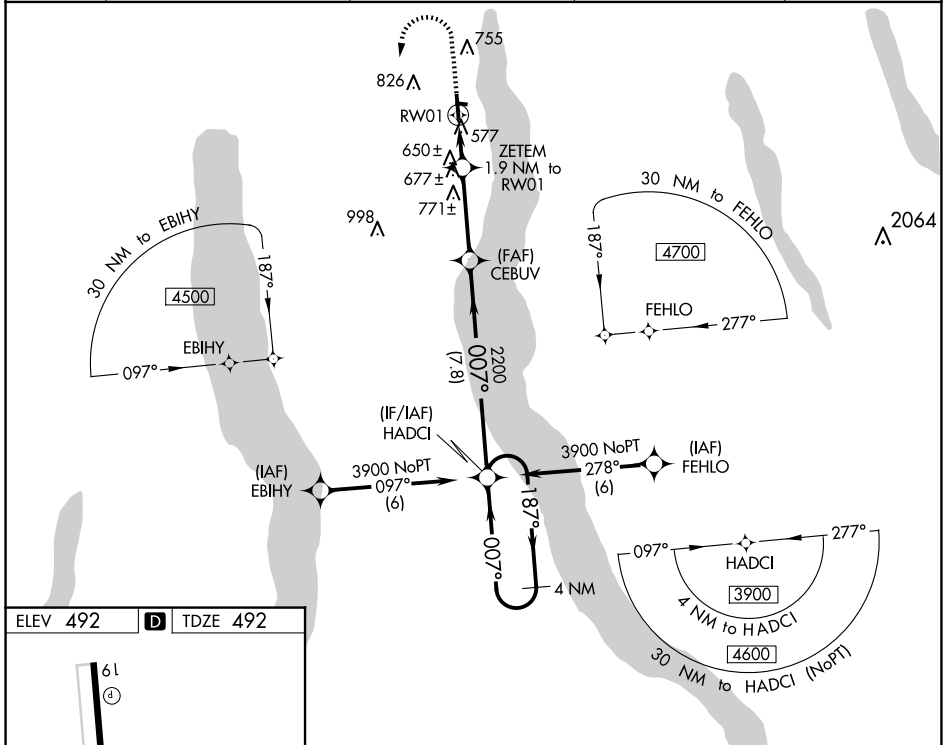 755
826
RW01
577
650 ±
ZETEM
1.9 NM to
RW01
677 ±
771 ±
998
2064
30 NM to EBIHY
187°
4500
EBIHY
097°
30 NM to FEHLO
187°
4700
FEHLO
277°
(FAF)
CEBUV
2200
007°
(7.8)
(IF/IAF)
HADCI
(IAF)
EBIHY
3900 NoPT
097°
(6)
3900 NoPT
278°
(6)
(IAF)
FEHLO
187°
007°
4 NM
097°
277°
HADCI
3900
4 NM to HADCI
4600
30 NM to HADCI (NoPT)
ELEV 492 D TDZE 492
19
P